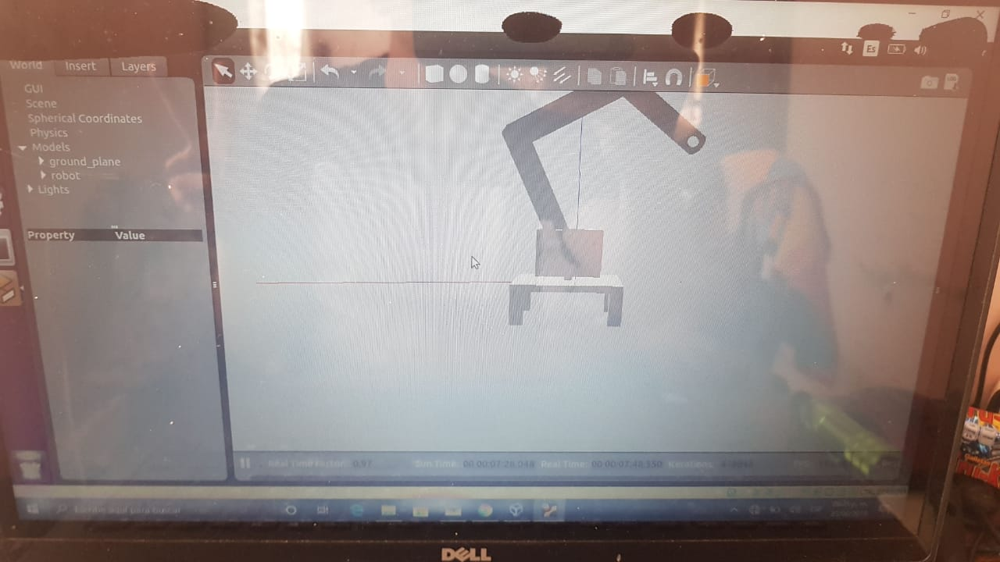 Es
World Insert Layers
GUI
Scene
Spherical Coordinates
Physics
Models
ground_plane
robot
Lights
Property Value
Real Time Factor: 0.97 Sim Time: 00 00:07:28.048 Real Time: 00 00:07:48.550 Iterations:
Escribe aquí para buscar
DELL